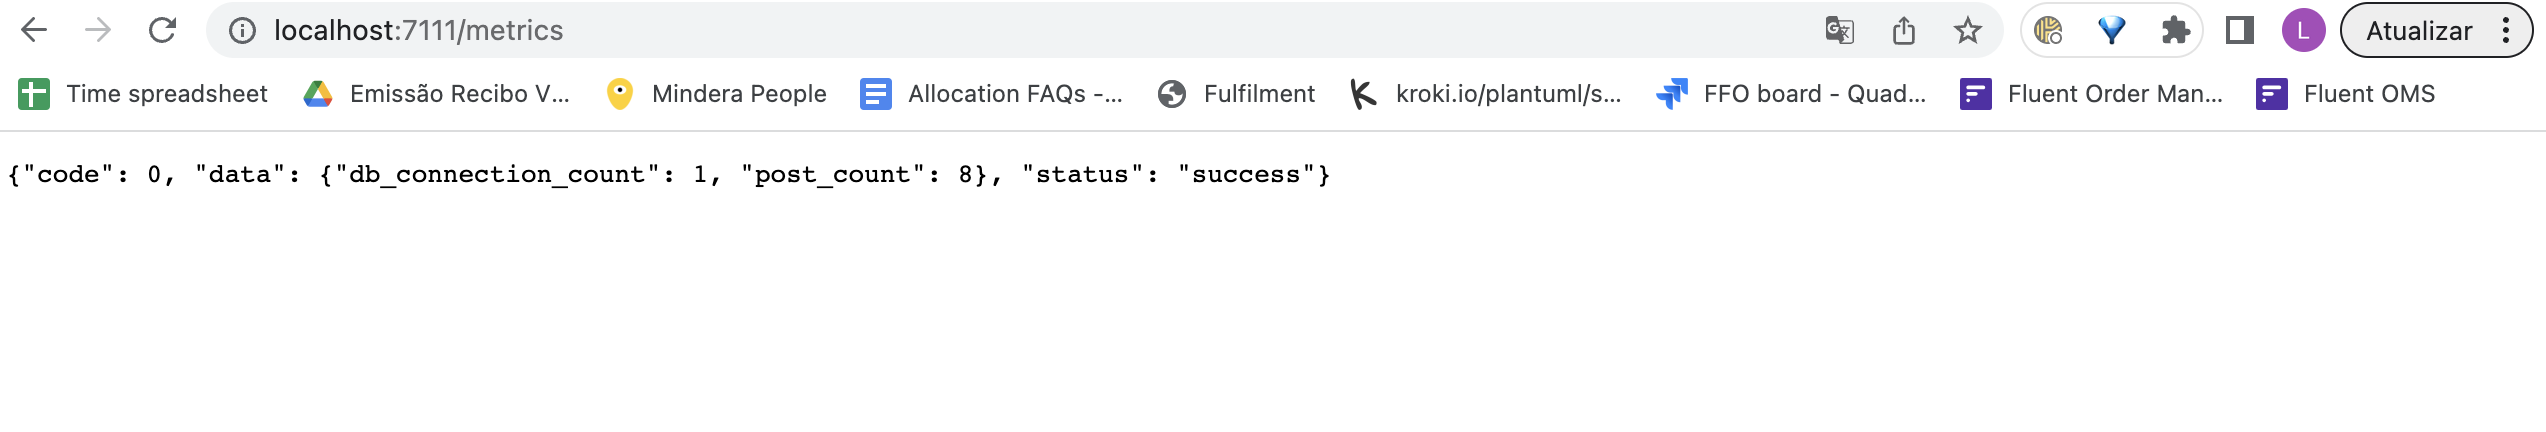 localhost:7111/metrics
L
Atualizar
Time spreadsheet Emissão Recibo V... Mindera People Allocation FAQs -... Fulfilment kroki.io/plantuml/s... FFO board - Quad... Fluent Order Man... Fluent OMS
{"code": 0, "data": {"db_connection_count": 1, "post_count": 8}, "status": "success"}